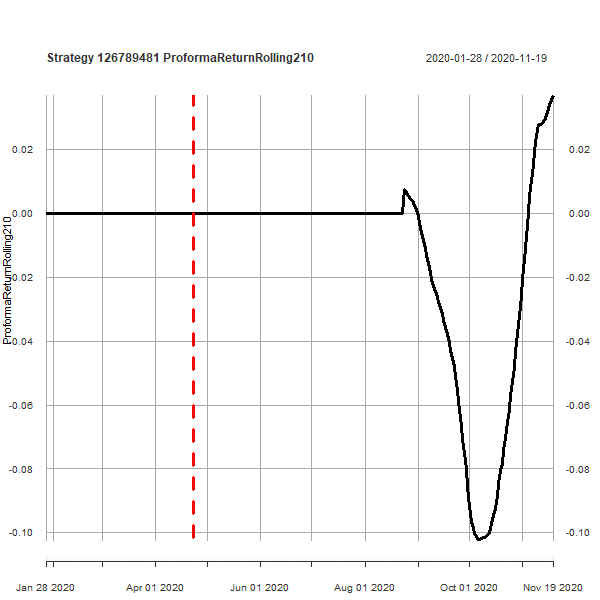 Strategy 126789481 ProformaReturnRolling210
2020-01-28 / 2020-11-19
ProformaReturnRolling210
0.02 0.02
0.00 0.00
-0.02 -0.02
-0.04 -0.04
-0.06 -0.06
-0.08 -0.08
-0.10 -0.10
Jan 28 2020 Apr 01 2020 Jun 01 2020 Aug 01 2020 Oct 01 2020 Nov 19 2020